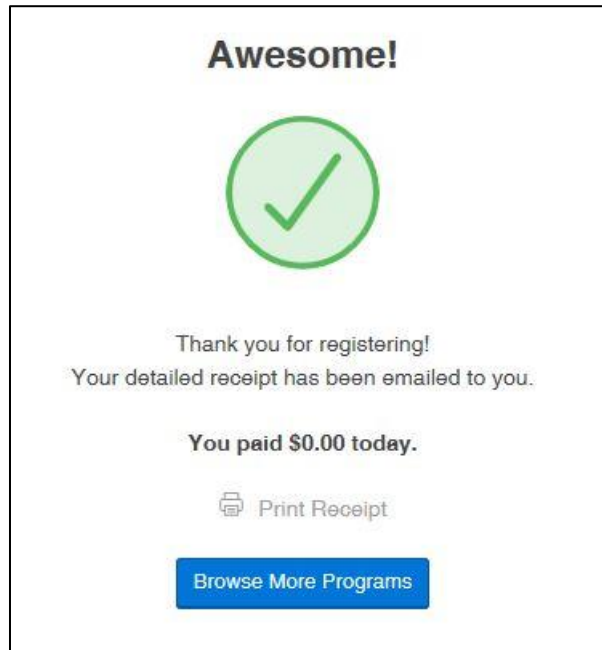 Awesome!
Thank you for registering!
Your detailed receipt has been emailed to you.
You paid $0.00 today.
Print Receipt
Browse More Programs